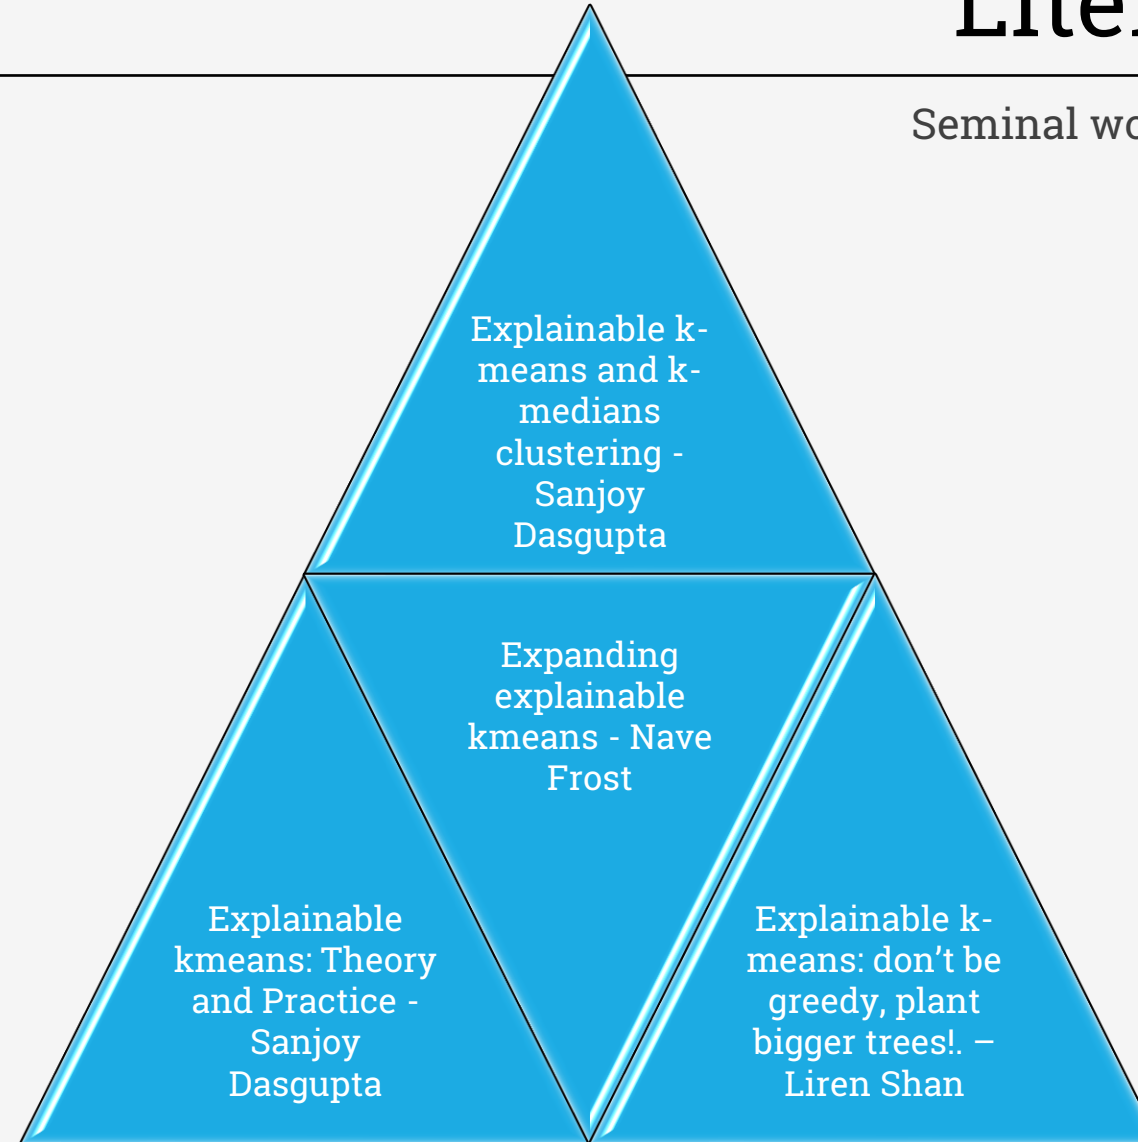 Seminal
Explainable k-
means and k-
medians
clustering -
Sanjoy
Dasgupta
Expanding
explainable
kmeans - Nave
Frost
Explainable
kmeans: Theory
and Practice -
Sanjoy
Dasgupta
Explainable k-
means: don’t be
greedy, plant
bigger trees!. –
Liren Shan